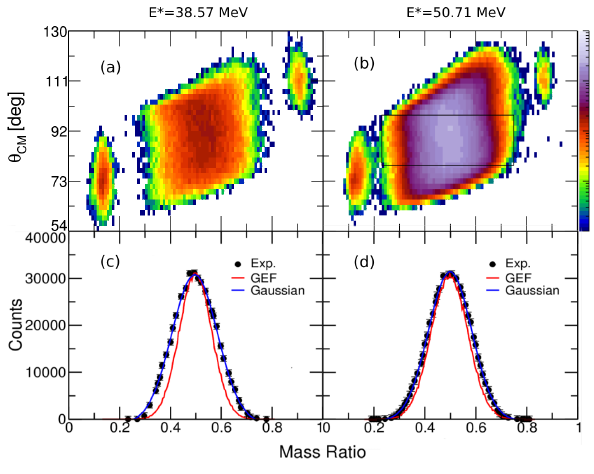 E*=38.57 MeV E*=50.71 MeV
130
111
92
73
54
θCM [deg]
(a)
(b)
40000
30000
20000
10000
0
Counts
(c)
Exp.
GEF
Gaussian
(d)
Exp.
GEF
Gaussian
0 0.2 0.4 0.6 0.8 10 0.2 0.4 0.6 0.8 1
Mass Ratio